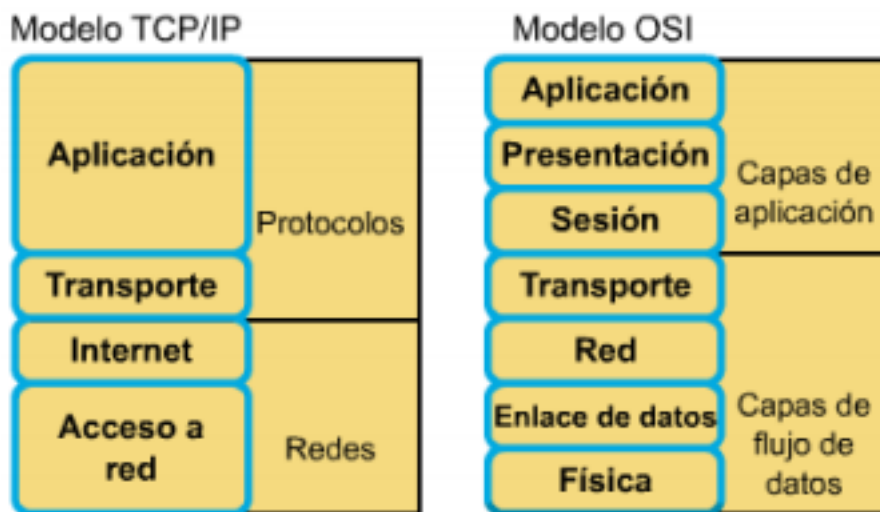 Modelo TCP/IP
Aplicación
Transporte
Internet
Acceso a
red
Protocolos
Redes
Modelo OSI
Aplicación
Presentación
Sesión
Transporte
Red
Enlace de datos
Física
Capas de
aplicación
Capas de
flujo de
datos